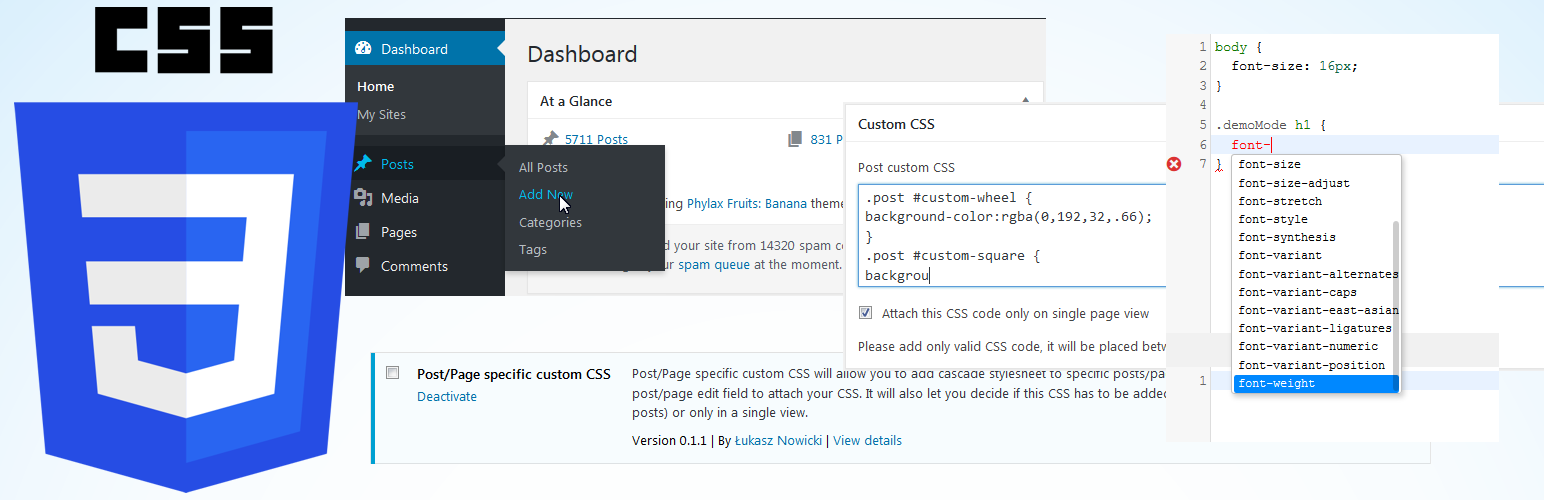 CSS
Dashboard
Home
My Sites
Posts
Media
Pages
Comments
All Posts
Add New
Categories
Tags
Dashboard
At a Glance
5711 Posts
831
Phylax Fruits: Banana theme
your site from 14320 spam
spam queue at the moment.
Custom CSS
Post custom CSS
.post #custom-wheel {
background-color:rgba(0,192,32,.66);
}
.post #custom-square {
backgrou
Attach this CSS code only on single page view
Please add only valid CSS code, it will be placed
Post/Page specific custom CSS
Deactivate
Post/Page specific custom CSS will allow you to add cascade stylesheet to specific posts/
post/page edit field to attach your CSS. It will also let you decide if this CSS has to be added
posts) or only in a single view.
Version 0.1.1 | By Łukasz Nowicki | View details
1 body {
2 font-size: 16px;
3 }
4
5 .demoMode h1 {
6 font-
7 }
font-size
font-size-adjust
font-stretch
font-style
font-synthesis
font-variant
font-variant-alternates
font-variant-caps
font-variant-east-asian
font-variant-ligatures
font-variant-numeric
font-variant-position
font-weight
1